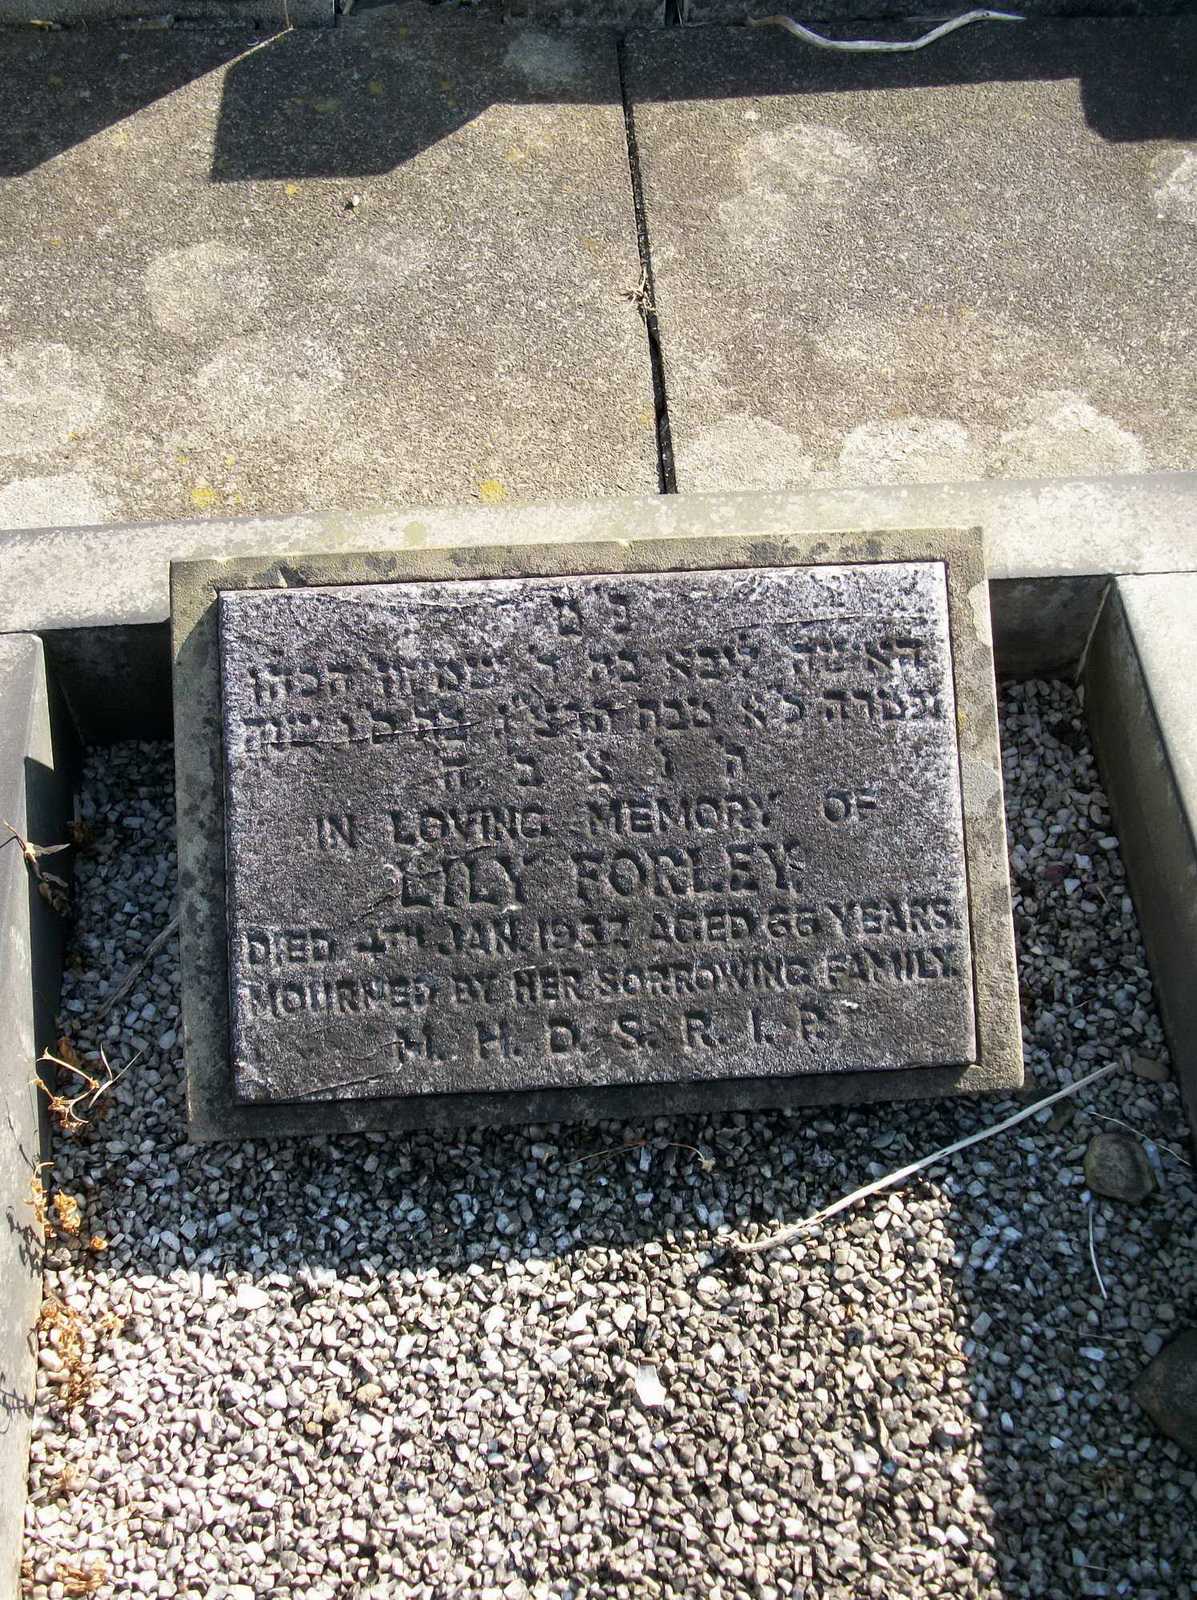 פ נ
האשה ליבא בת ר' שמעון הכהן
נפטרה כ"א טבת תרצ"ז
ת נ צ ב ה
IN LOVING MEMORY OF
LILY FORLEY.
DIED 4TH JAN. 1937. AGED 66 YEARS.
MOURNED BY HER SORROWING FAMILY.
M. H. D. S. R. I. P.